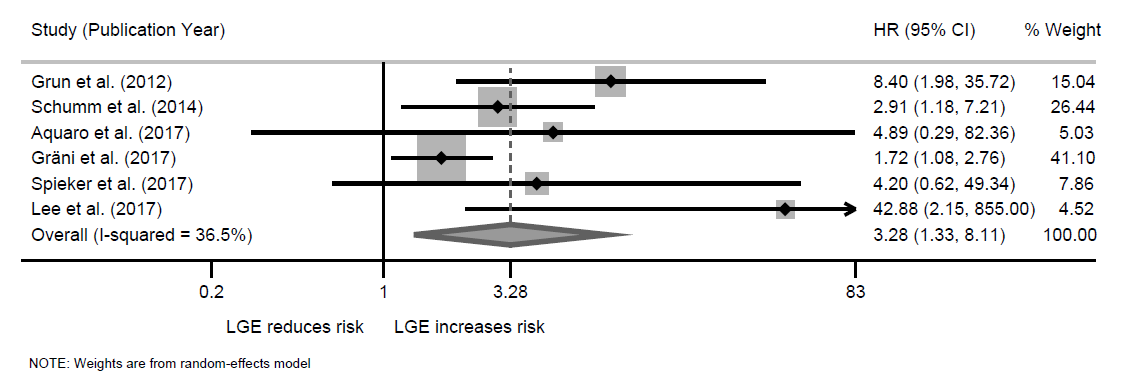 Study (Publication Year) HR (95% CI) % Weight
Grun et al. (2012) 8.40 (1.98, 35.72) 15.04
Schumm et al. (2014) 2.91 (1.18, 7.21) 26.44
Aquaro et al. (2017) 4.89 (0.29, 82.36) 5.03
Gräni et al. (2017) 1.72 (1.08, 2.76) 41.10
Spieker et al. (2017) 4.20 (0.62, 49.34) 7.86
Lee et al. (2017) 42.88 (2.15, 855.00) 4.52
Overall (I-squared = 36.5%) 3.28 (1.33, 8.11) 100.00
0.2 1 3.28 83
LGE reduces risk LGE increases risk
NOTE: Weights are from random-effects model